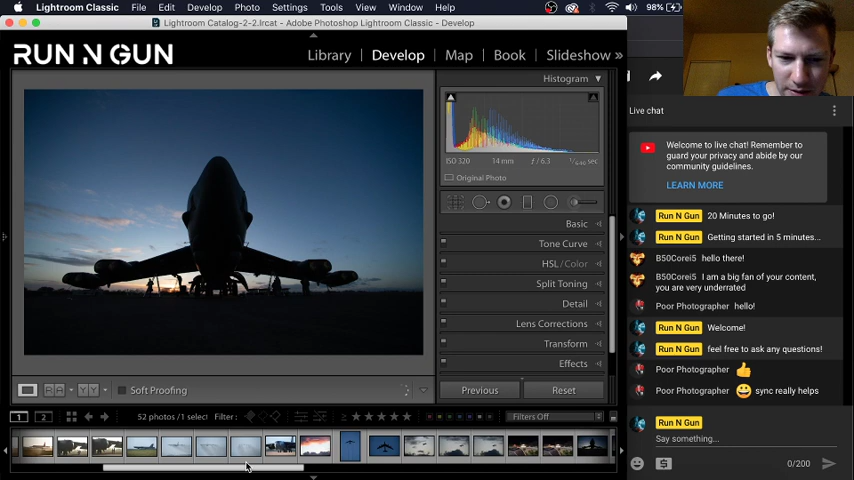 Lightroom Classic File Edit Develop Photo Settings Tools View Window Help 98%
Lightroom Catalog-2-2.lrcat - Adobe Photoshop Lightroom Classic - Develop
RUN N GUN
Library | Develop | Map | Book | Slideshow »
Histogram
ISO 320 14 mm ƒ / 6.3
Original Photo
Basic
Tone Curve
HSL / Color
Split Toning
Detail
Lens Corrections
Transform
Effects
Previous Reset
Soft Proofing
1 2 52 photos / 1 select Filter: Filters Off
Live chat
Welcome to live chat! Remember to
guard your privacy and abide by our
community guidelines.
LEARN MORE
Run N Gun 20 Minutes to go!
Run N Gun Getting started in 5 minutes...
B50Corei5 hello there!
B50Corei5 I am a big fan of your content,
you are very underrated
Poor Photographer hello!
Run N Gun Welcome!
Run N Gun feel free to ask any questions!
Poor Photographer 👍
Poor Photographer 😀 sync really helps
Run N Gun
Say something...
0/200